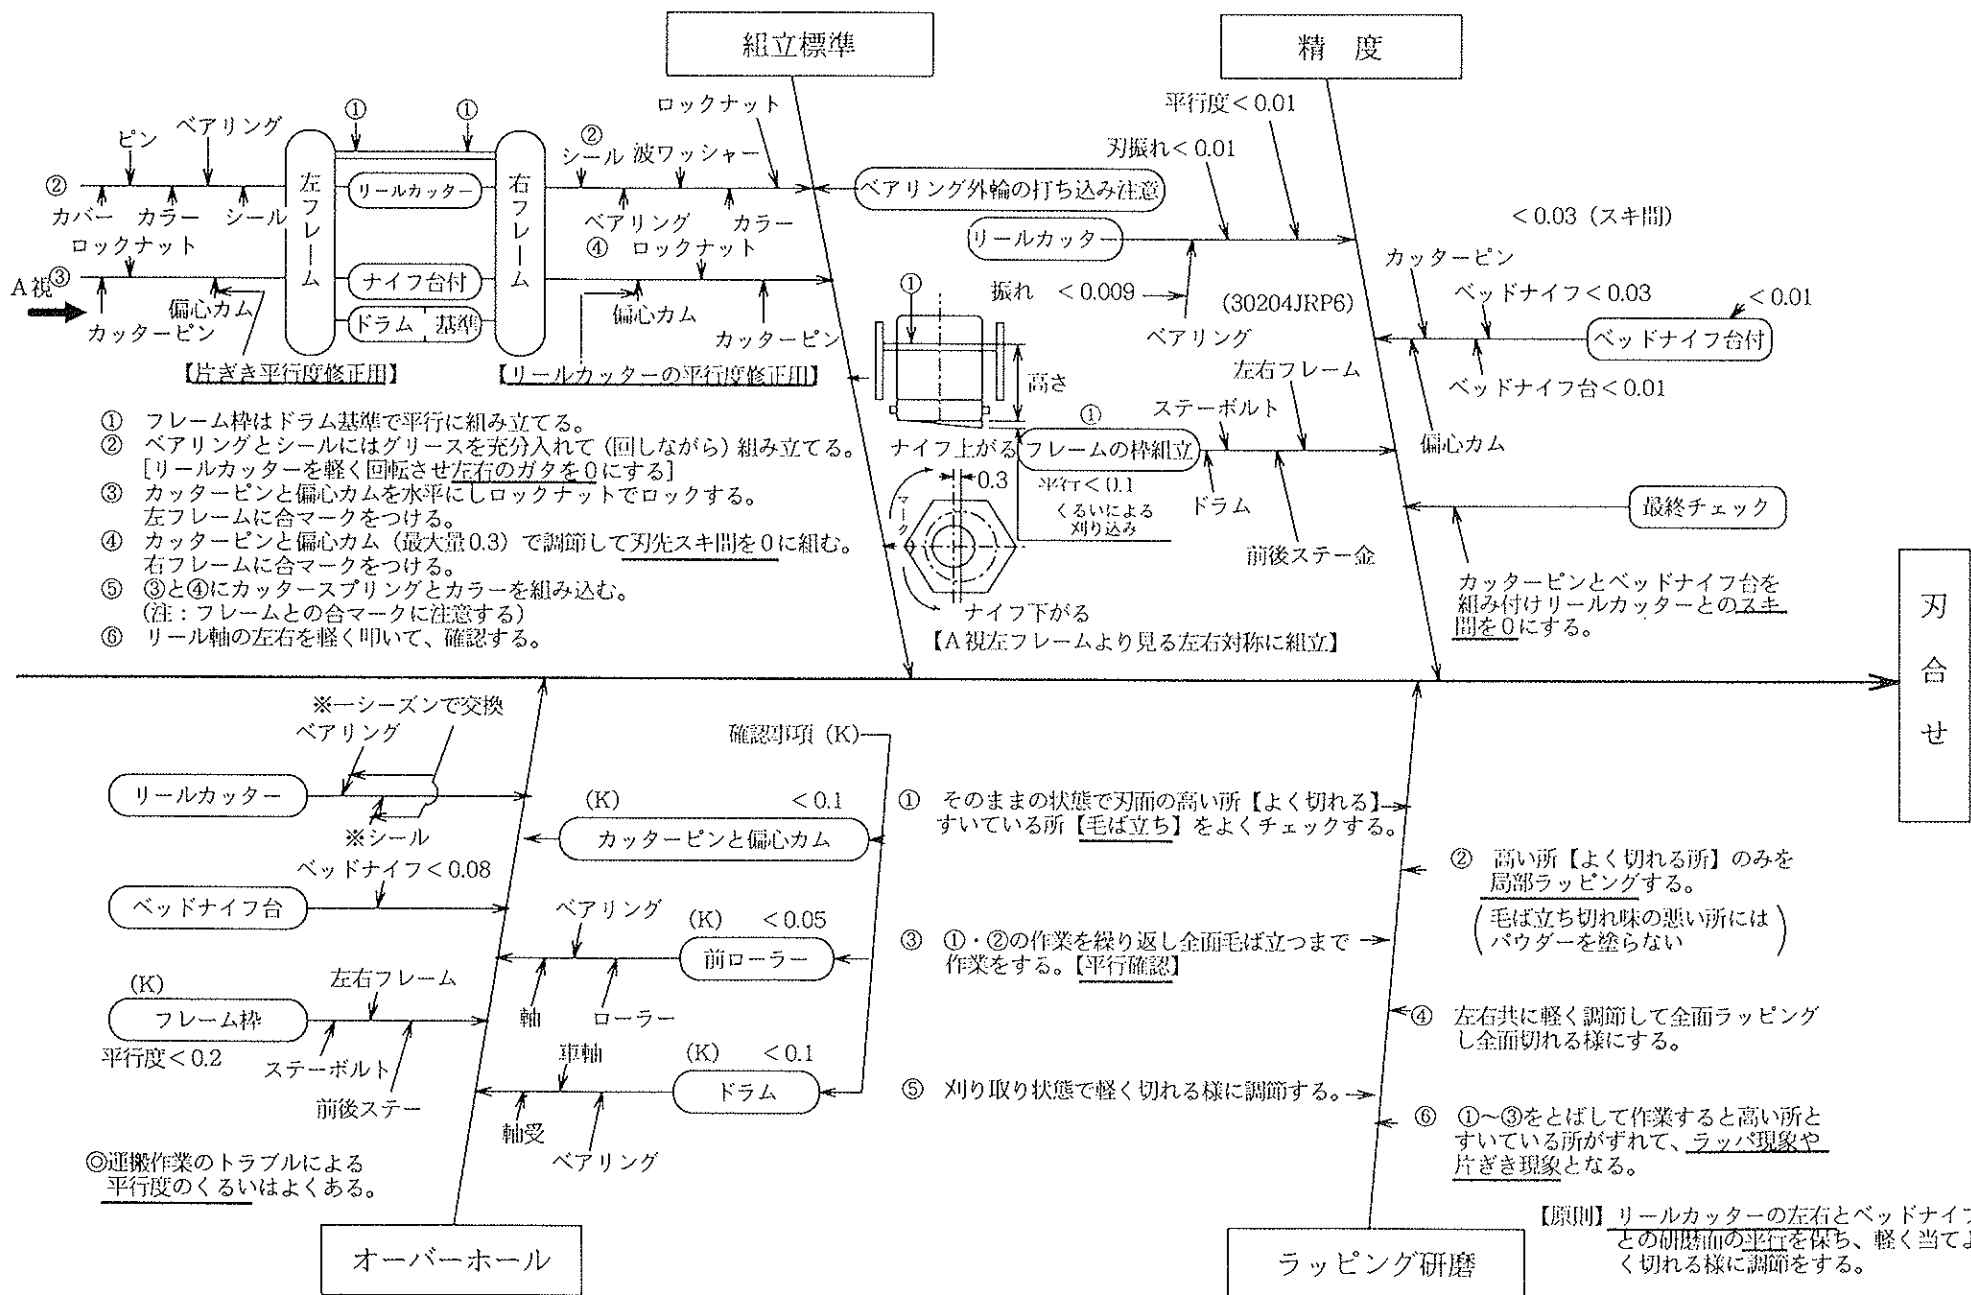 組立標準
精　度
ロックナット
平行度＜0.01
①
①
ピン
ベアリング
②
シール
波ワッシャー
刃振れ＜0.01
②
左フレーム
リールカッター
右フレーム
ベアリング外輪の打ち込み注意
カバー
カラー
シール
ベアリング
カラー
＜0.03（スキ間）
ロックナット
④
ロックナット
リールカッター
カッターピン
A視
③
ナイフ台付
振れ　＜0.009
(30204JRP6)
ベッドナイフ＜0.03
＜0.01
偏心カム
カッターピン
ドラム
基準
偏心カム
カッターピン
①
ベアリング
ベッドナイフ台付
【片ぎき平行度修正用】
【リールカッターの平行度修正用】
高さ
左右フレーム
ベッドナイフ台＜0.01
①　フレーム枠はドラム基準で平行に組み立てる。
②　ベアリングとシールにはグリースを充分入れて（回しながら）組み立てる。
［リールカッターを軽く回転させ左右のガタを0にする］
③　カッターピンと偏心カムを水平にしロックナットでロックする。
左フレームに合マークをつける。
④　カッターピンと偏心カム（最大量0.3）で調節して刃先スキ間を0に組む。
右フレームに合マークをつける。
⑤　③と④にカッタースプリングとカラーを組み込む。
（注：フレームとの合マークに注意する）
⑥　リール軸の左右を軽く叩いて、確認する。
①
ステーボルト
ナイフ上がる
フレームの枠組立
偏心カム
0.3
平行＜0.1
くるいによる
刈り込み
ドラム
マーク
前後ステー金
最終チェック
ナイフ下がる
【A視左フレームより見る左右対称に組立】
カッターピンとベッドナイフ台を
組み付けリールカッターとのスキ
間を0にする。
刃合せ
※一シーズンで交換
ベアリング
確認事項（K）
リールカッター
※シール
(K)
＜0.1
カッターピンと偏心カム
①　そのままの状態で刃面の高い所【よく切れる】
すいている所【毛ば立ち】をよくチェックする。
ベッドナイフ＜0.08
②　高い所【よく切れる所】のみを
局部ラッピングする。
（毛ば立ち切れ味の悪い所には
パウダーを塗らない）
ベッドナイフ台
ベアリング
(K)
＜0.05
前ローラー
③　①・②の作業を繰り返し全面毛ば立つまで
作業をする。【平行確認】
(K)
左右フレーム
フレーム枠
軸
ローラー
④　左右共に軽く調節して全面ラッピング
し全面切れる様にする。
平行度＜0.2
ステーボルト
前後ステー
車軸
(K)
＜0.1
ドラム
軸受
ベアリング
⑤　刈り取り状態で軽く切れる様に調節する。
⑥　①～③をとばして作業すると高い所と
すいている所がずれて、ラッパ現象や
片ぎき現象となる。
◎運搬作業のトラブルによる
平行度のくるいはよくある。
オーバーホール
ラッピング研磨
【原則】リールカッターの左右とベッドナイフ
との研磨面の平行を保ち、軽く当てよ
く切れる様に調節をする。